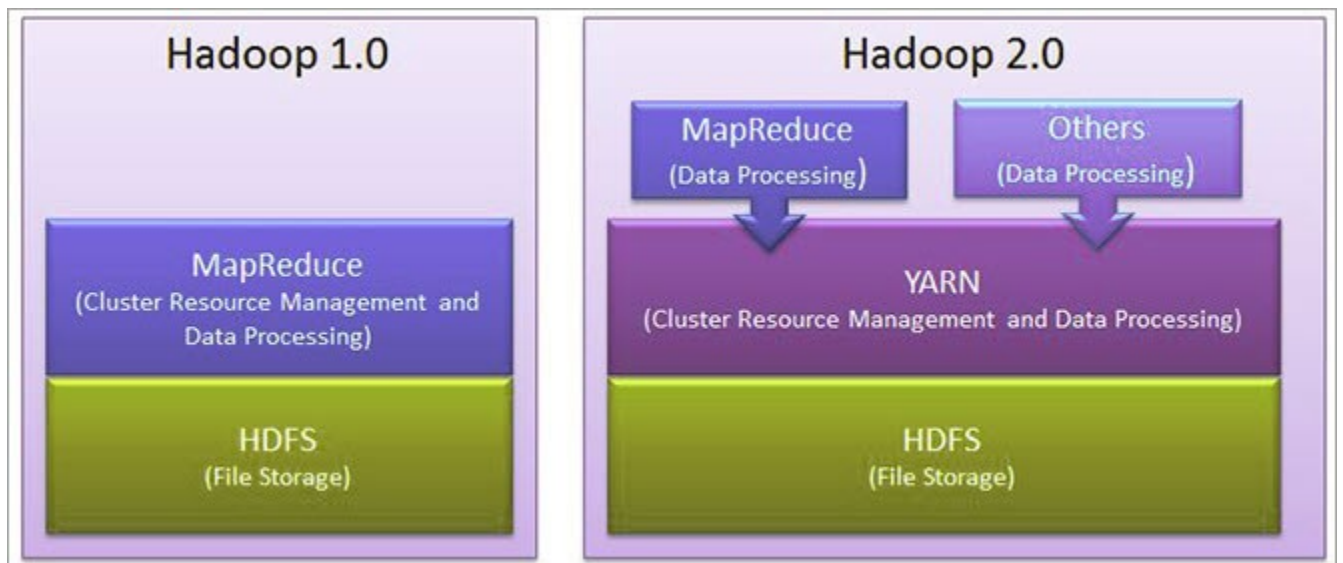 Hadoop 1.0
MapReduce
(Cluster Resource Management and
Data Processing)
HDFS
(File Storage)
Hadoop 2.0
MapReduce
(Data Processing)
Others
(Data Processing)
YARN
(Cluster Resource Management and Data Processing)
HDFS
(File Storage)